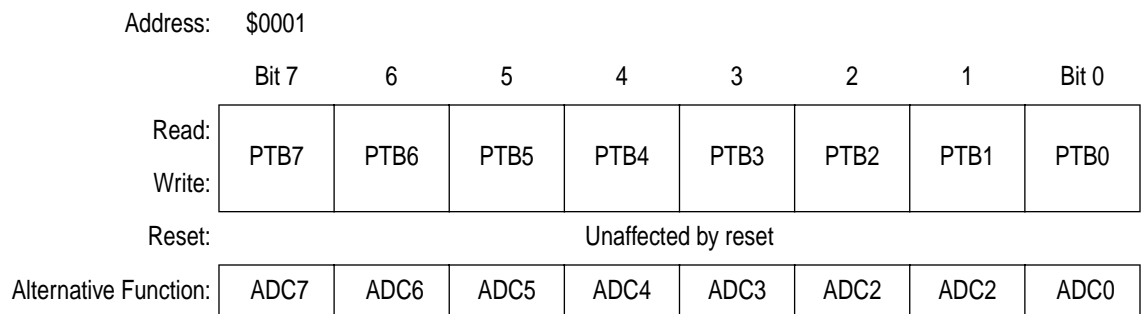 Address: $0001
Bit 7 6 5 4 3 2 1 Bit 0
Read:
PTB7 PTB6 PTB5 PTB4 PTB3 PTB2 PTB1 PTB0
Write:
Reset: Unaffected by reset
Alternative Function: ADC7 ADC6 ADC5 ADC4 ADC3 ADC2 ADC2 ADC0